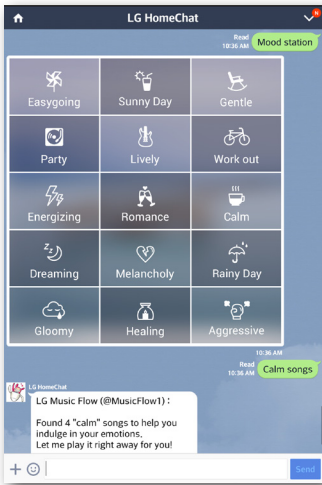 LG HomeChat
N
Read
10:36 AM
Mood station
Easygoing
Sunny Day
Gentle
Party
Lively
Work out
Energizing
Romance
Calm
Dreaming
Melancholy
Rainy Day
Gloomy
Healing
Aggressive
10:36 AM
Read
10:36 AM
Calm songs
LG HomeChat
LG Music Flow (@MusicFlow1) :
Found 4 "calm" songs to help you
indulge in your emotions,
Let me play it right away for you!
Send